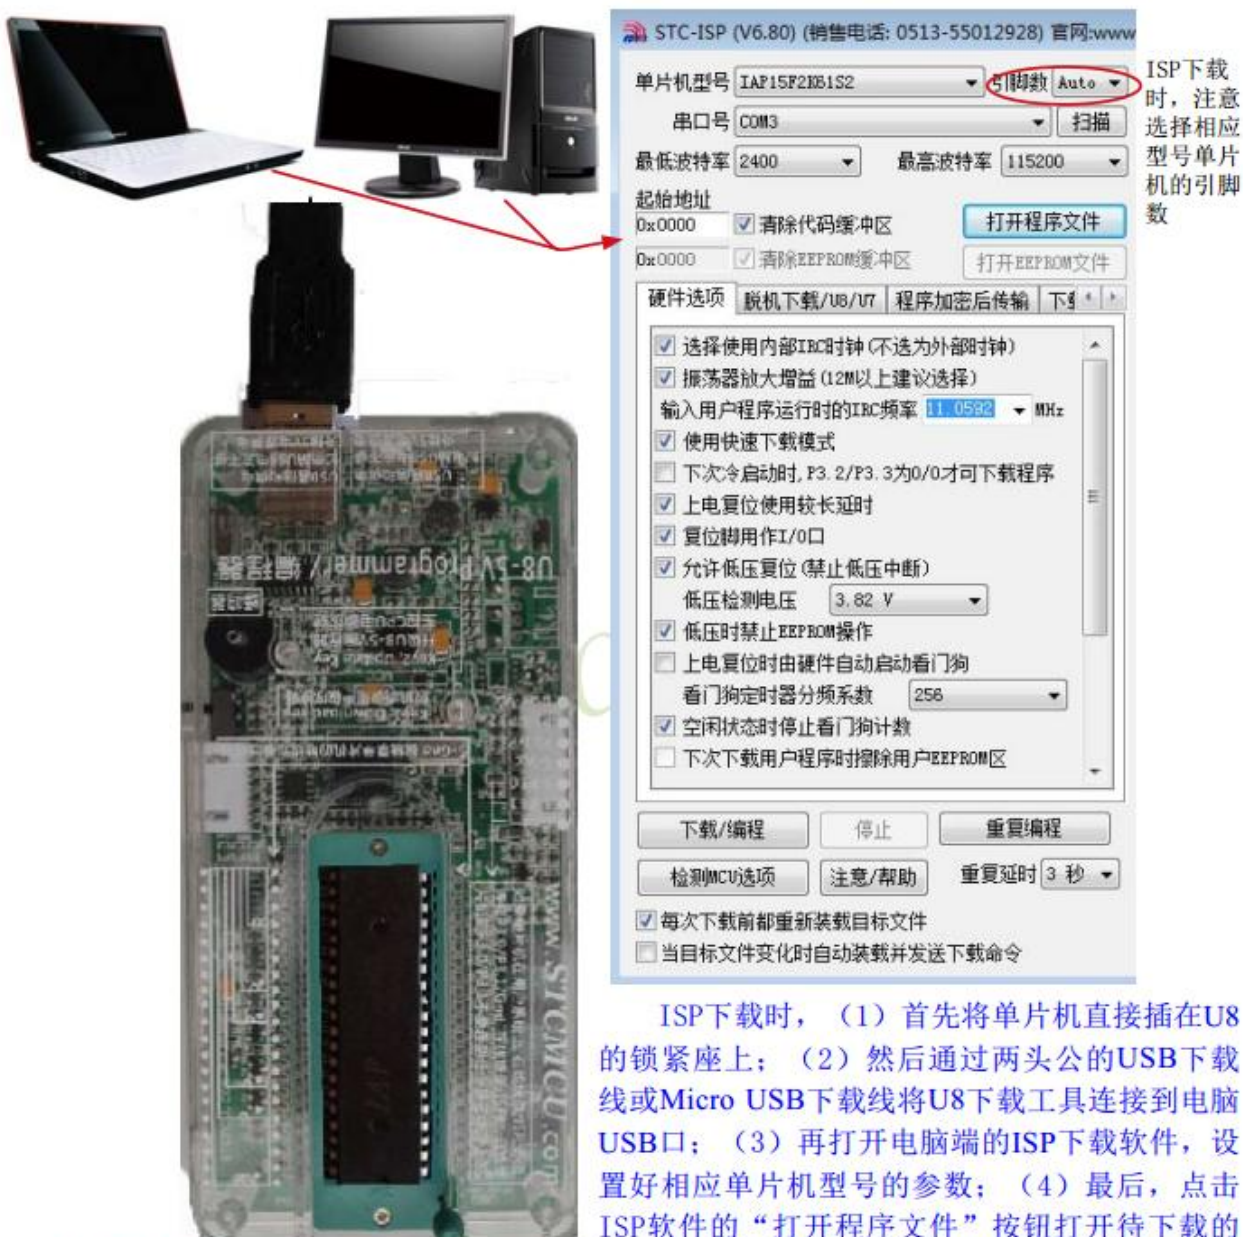 STC-ISP (V6.80) (销售电话: 0513-55012928) 官网:www
单片机型号 IAP15F2K61S2 引脚数 Auto
串口号 COM3 扫描
最低波特率 2400 最高波特率 115200
起始地址
0x0000 清除代码缓冲区 打开程序文件
0x0000 清除EEPROM缓冲区 打开EEPROM文件
硬件选项 脱机下载/U8/U7 程序加密后传输
选择使用内部IRC时钟(不选为外部时钟)
振荡器放大增益(12M以上建议选择)
输入用户程序运行时的IRC频率 11.0592 MHz
使用快速下载模式
下次冷启动时,P3.2/P3.3为0/0才可下载程序
上电复位使用较长延时
复位脚用作I/O口
允许低压复位(禁止低压中断)
低压检测电压 3.82 V
低压时禁止EEPROM操作
上电复位时由硬件自动启动看门狗
看门狗定时器分频系数 256
空闲状态时停止看门狗计数
下次下载用户程序时擦除用户EEPROM区
下载/编程 停止 重复编程
检测MCU选项 注意/帮助 重复延时 3 秒
每次下载前都重新装载目标文件
当目标文件变化时自动装载并发送下载命令
ISP下载
时，注意
选择相应
型号单片
机的引脚
数
U8-5V Programmer/编程器
www.STCMCU.com
ISP下载时，（1）首先将单片机直接插在U8
的锁紧座上；（2）然后通过两头公的USB下载
线或Micro USB下载线将U8下载工具连接到电脑
USB口；（3）再打开电脑端的ISP下载软件，设
置好相应单片机型号的参数；（4）最后，点击
ISP软件的“打开程序文件”按钮打开待下载的